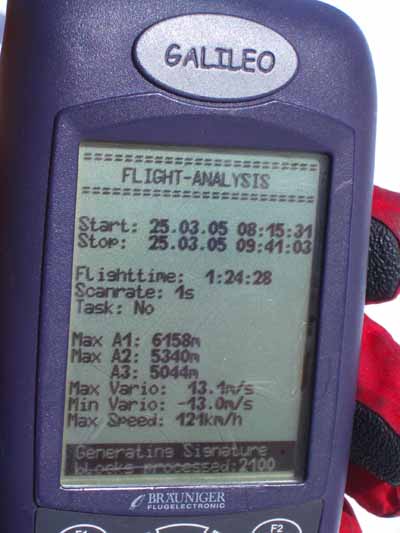 GALILEO
====================
FLIGHT-ANALYSIS
====================
Start: 25.03.05 08:15:31
Stop: 25.03.05 09:41:03
Flighttime: 1:24:28
Scanrate: 1s
Task: No
Max A1: 6158m
Max A2: 5340m
A3: 5044m
Max Vario: 13.1m/s
Min Vario: -13.0m/s
Max Speed: 121km/h
Generating Signature
Blocks processed:2100
BRÄUNIGER
FLUGELECTRONIC
F1 F2